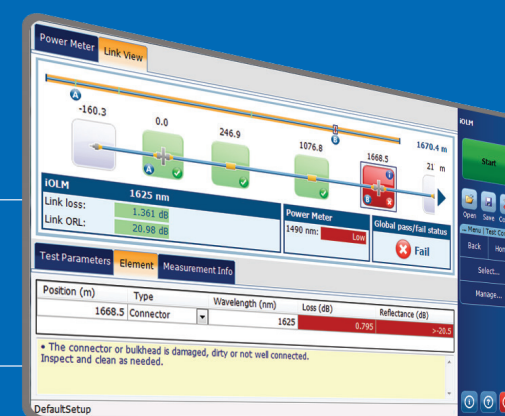 Power Meter Link View
iOLM
A
B
1670.4 m
-160.3 0.0 246.9 1076.8 1668.5 21 m
A
B
Start
iOLM 1625 nm
Link loss: 1.361 dB
Link ORL: 20.98 dB
Power Meter
1490 nm: Low
Global pass/fail status
Fail
Open Save
Menu Test
Back
Select...
Manage...
Test Parameters Element Measurement Info
Position (m) Type Wavelength (nm) Loss (dB) Reflectance (dB)
1668.5 Connector 1625 0.795 >-20.5
• The connector or bulkhead is damaged, dirty or not well connected.
Inspect and clean as needed.
DefaultSetup